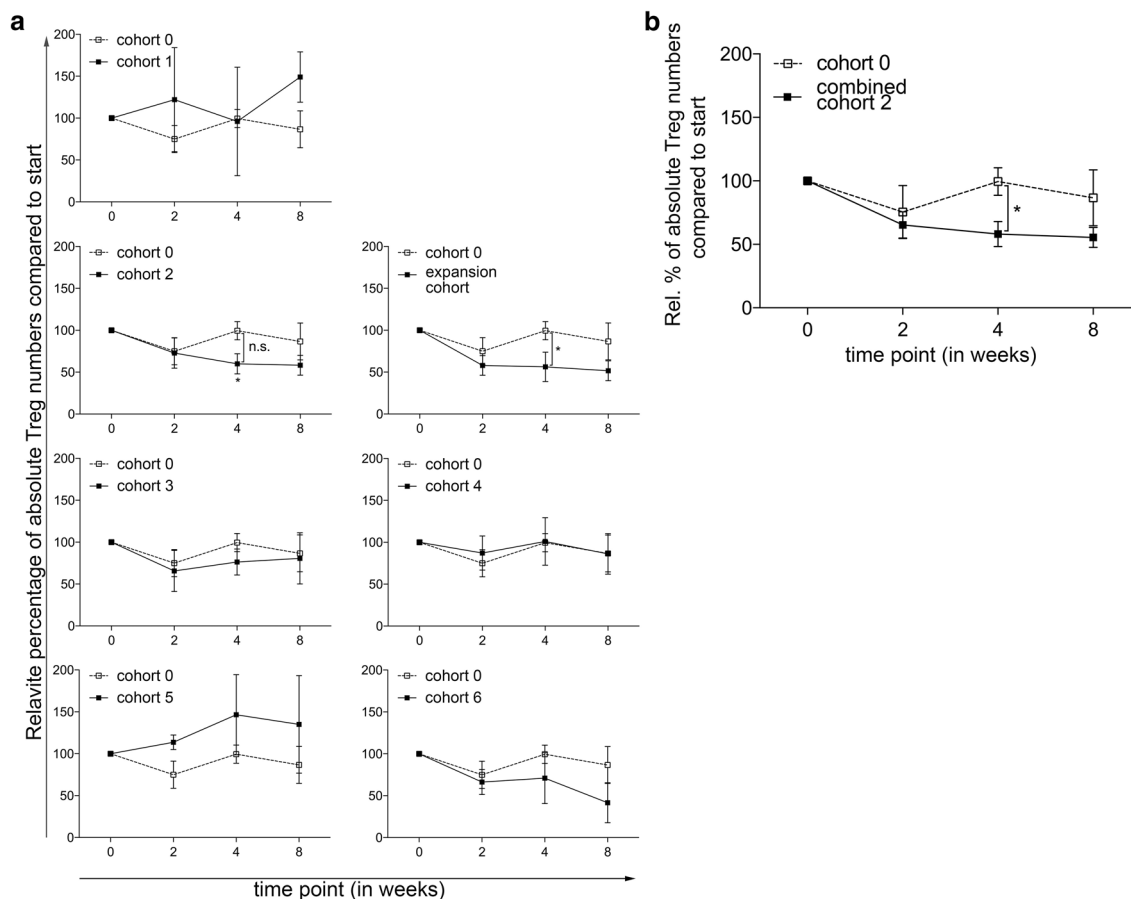 a
Relavite percentage of absolute Treg numbers compared to start
200
150
100
50
0
cohort 0
cohort 1
0 2 4 8
200
150
100
50
0
cohort 0
cohort 2
n.s.
*
0 2 4 8
200
150
100
50
0
cohort 0
expansion
cohort
*
0 2 4 8
200
150
100
50
0
cohort 0
cohort 3
0 2 4 8
200
150
100
50
0
cohort 0
cohort 4
0 2 4 8
200
150
100
50
0
cohort 0
cohort 5
0 2 4 8
200
150
100
50
0
cohort 0
cohort 6
0 2 4 8
time point (in weeks)
b
Rel. % of absolute Treg numbers
compared to start
200
150
100
50
0
cohort 0
combined
cohort 2
*
0 2 4 8
time point (in weeks)